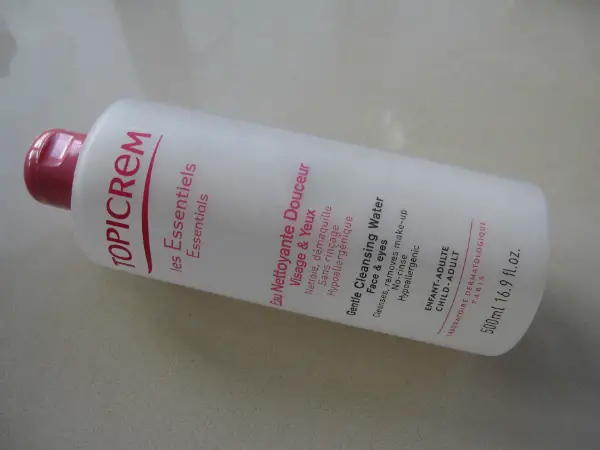 TOPICREM
les Essentiels
Essentials
Eau Nettoyante Douceur
Visage & Yeux
Nettoie, démaquille
Sans rinçage
Hypoallergénique
Gentle Cleansing Water
Face & eyes
Cleanses, removes make-up
No-rinse
Hypoallergenic
ENFANT-ADULTE
CHILD-ADULT
LABORATOIRE DERMATOLOGIQUE
PARIS
500ml 16.9 fl.oz.